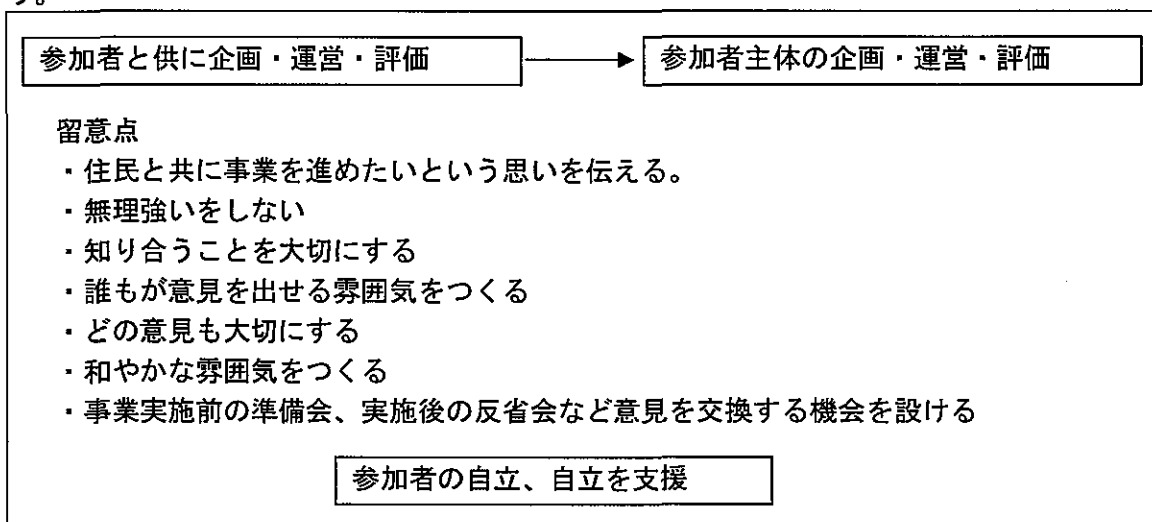 す。
参加者と供に企画・運営・評価 参加者主体の企画・運営・評価
留意点
・住民と共に事業を進めたいという思いを伝える。
・無理強いをしない
・知り合うことを大切にする
・誰もが意見を出せる雰囲気をつくる
・どの意見も大切にする
・和やかな雰囲気をつくる
・事業実施前の準備会、実施後の反省会など意見を交換する機会を設ける
参加者の自立、自立を支援